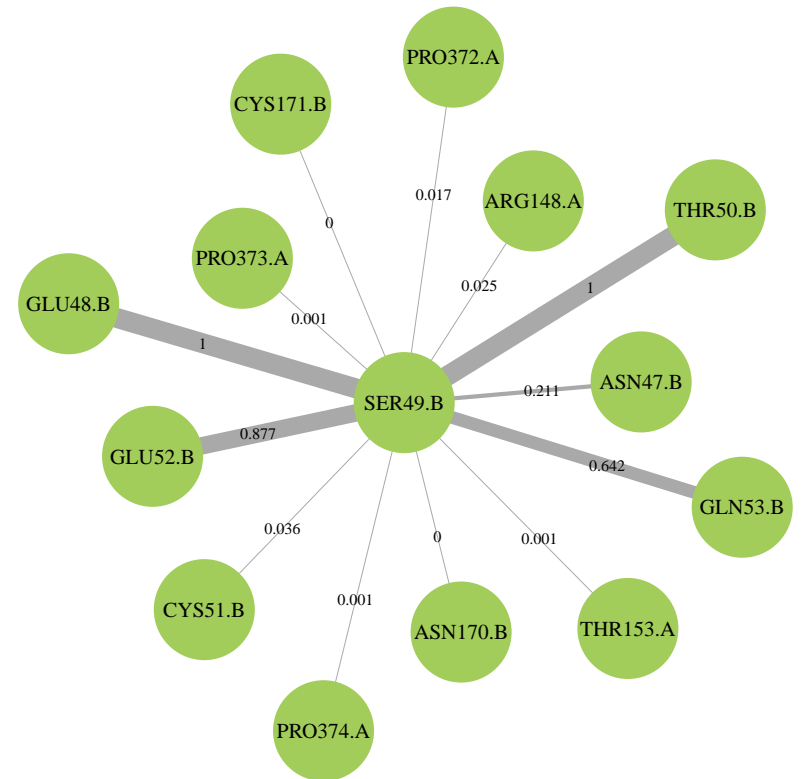 PRO372.A
CYS171.B
ARG148.A
THR50.B
0.017
0
PRO373.A
0.025
1
GLU48.B
0.001
1
ASN47.B
0.211
SER49.B
0.877
GLU52.B
0.642
GLN53.B
0.036
0
0.001
0.001
CYS51.B
ASN170.B
THR153.A
PRO374.A